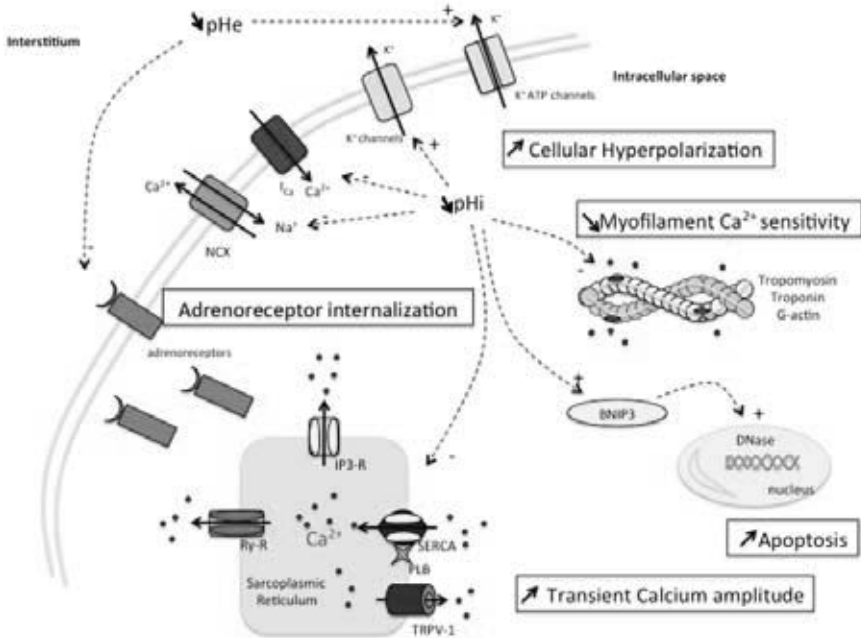 pHe
+
K⁺
Interstitium
K⁺
Intracellular space
K⁺ ATP channels
K⁺ channels
+
Cellular Hyperpolarization
I Ca
Ca²⁺
-
Ca²⁺
pHi
Na⁺
-
NCX
Myofilament Ca²⁺ sensitivity
-
-
Tropomyosin
Troponin
G-actin
Adrenoreceptor internalization
adrenoreceptors
+
BNIP3
+
DNase
nucleus
IP3-R
-
Apoptosis
Ca²⁺
Ry-R
SERCA
PLB
Sarcoplasmic
Reticulum
Transient Calcium amplitude
TRPV-1